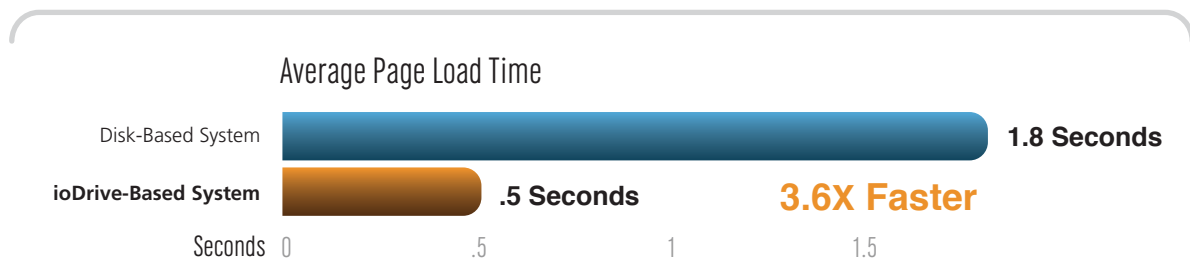 Average Page Load Time
Disk-Based System 1.8 Seconds
ioDrive-Based System .5 Seconds 3.6X Faster
Seconds 0 .5 1 1.5